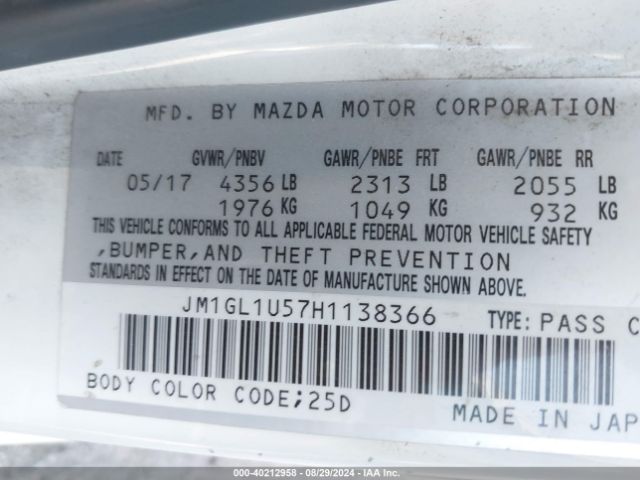 MFD. BY MAZDA MOTOR CORPORATION
DATE GVWR/PNBV GAWR/PNBE FRT GAWR/PNBE RR
05/17 4356 LB 2313 LB 2055 LB
1976 KG 1049 KG 932 KG
THIS VEHICLE CONFORMS TO ALL APPLICABLE FEDERAL MOTOR VEHICLE SAFETY
,BUMPER,AND THEFT PREVENTION
STANDARDS IN EFFECT ON THE DATE OF MANUFACTURE SHOWN ABOVE.
JM1GL1U57H1138366 TYPE: PASS C
BODY COLOR CODE;25D
MADE IN JAP
000-40212958 - 08/29/2024 - IAA Inc.